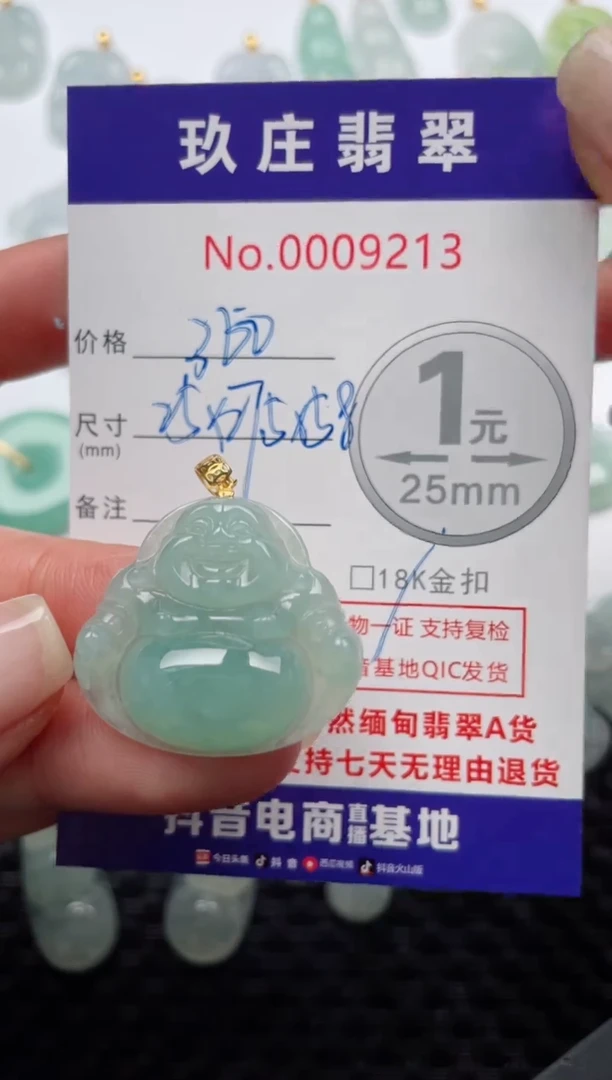 玖庄翡翠
No.0009213
价格 350
尺寸
(mm)
备注
1元
25mm
□18K金扣
物一证 支持复检
音基地QIC发货
然缅甸翡翠A货
支持七天无理由退货
抖音电商直播基地
今日头条 抖音 西瓜视频 抖音火山版